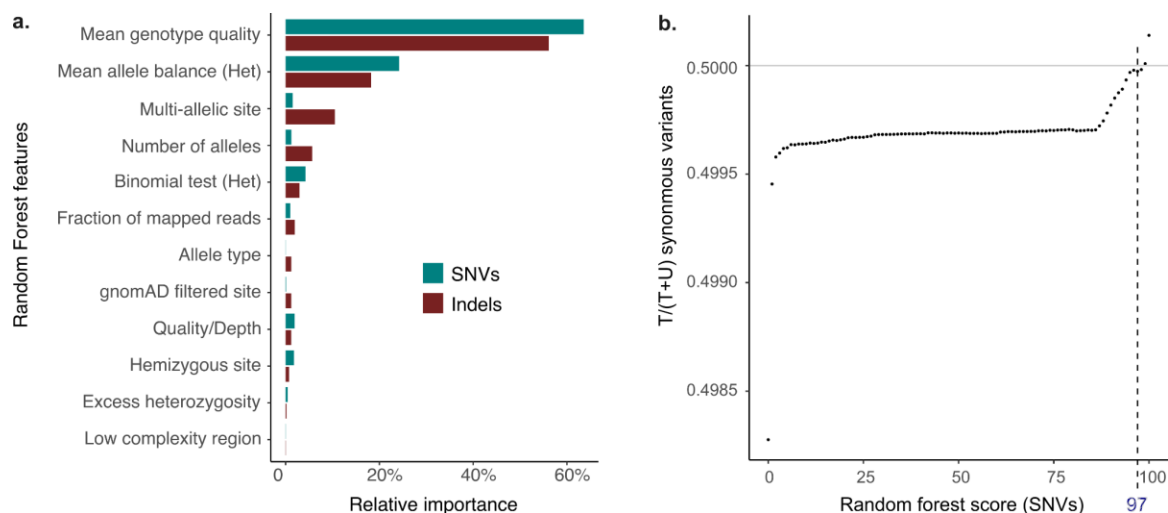 a.
Random Forest features
Mean genotype quality
Mean allele balance (Het)
Multi-allelic site
Number of alleles
Binomial test (Het)
Fraction of mapped reads
Allele type
gnomAD filtered site
Quality/Depth
Hemizygous site
Excess heterozygosity
Low complexity region
SNVs
Indels
0 20% 40% 60%
Relative importance
b.
T/(T+U) synonmous variants
0.5000
0.4995
0.4990
0.4985
0 25 50 75 100
Random forest score (SNVs) 97